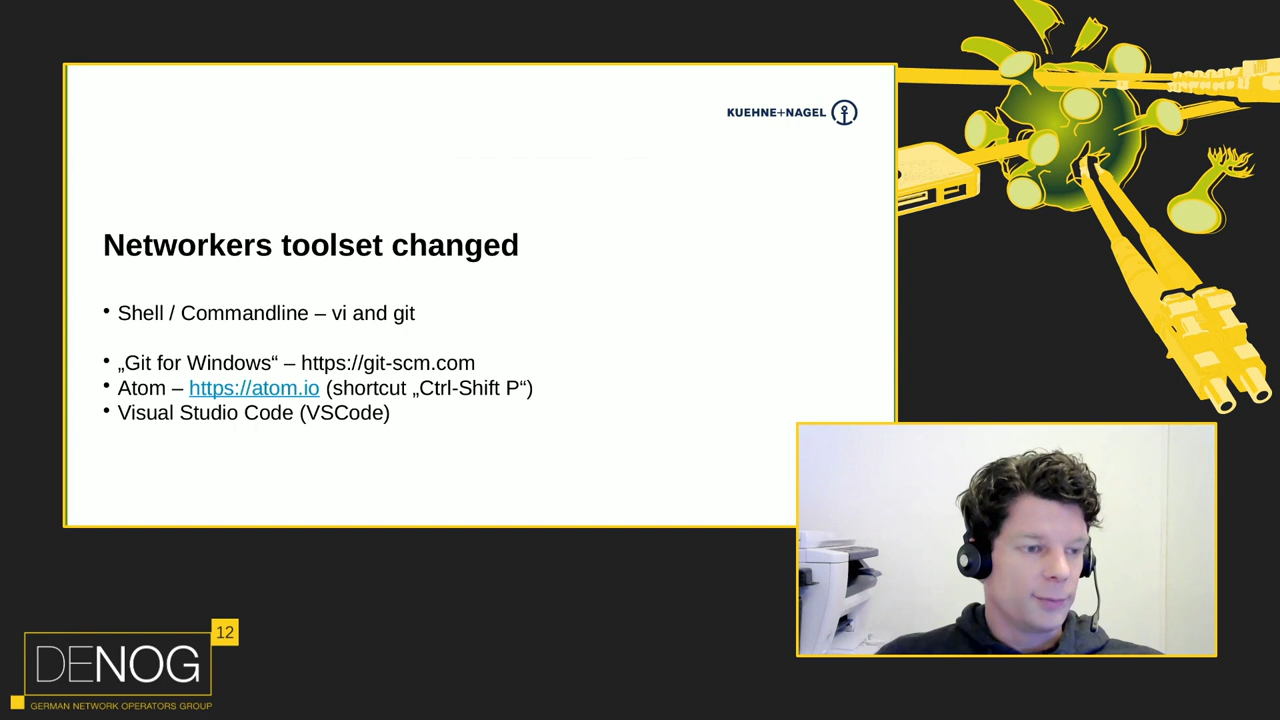 KUEHNE+NAGEL
Networkers toolset changed
• Shell / Commandline – vi and git
• „Git for Windows“ – https://git-scm.com
• Atom – https://atom.io (shortcut „Ctrl-Shift P“)
• Visual Studio Code (VSCode)
12
DENOG
GERMAN NETWORK OPERATORS GROUP